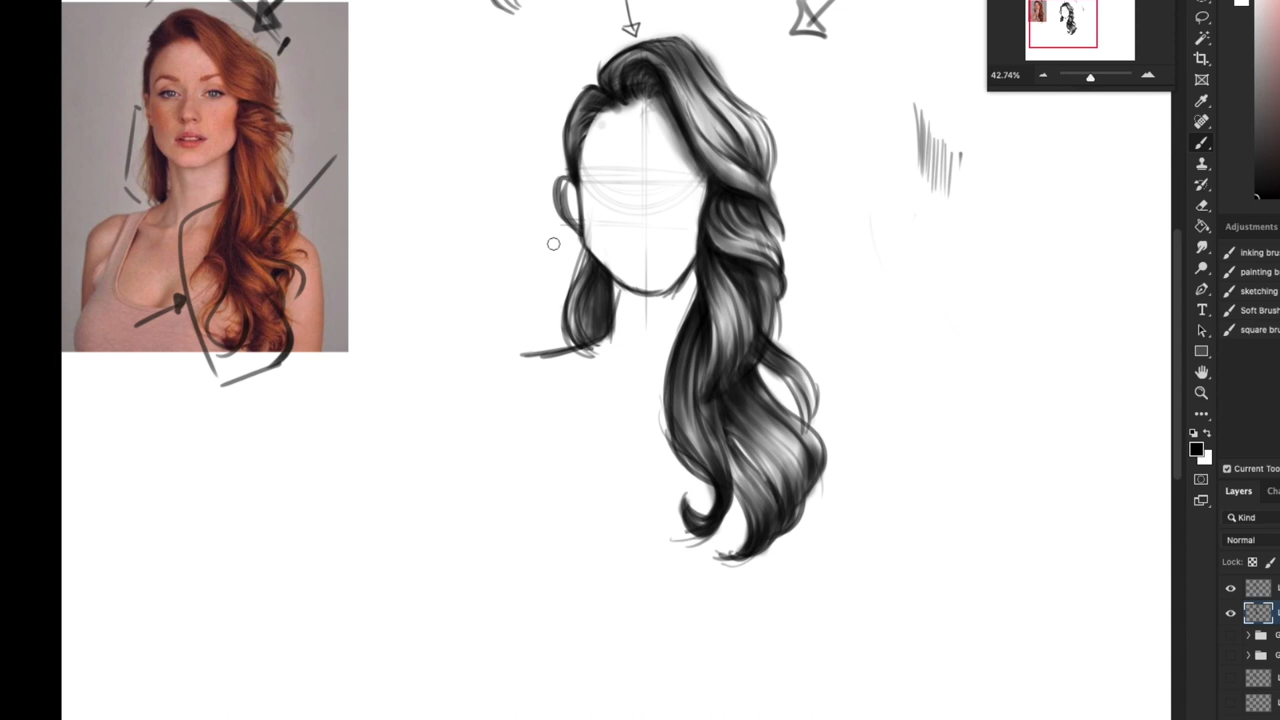 42.74%
Adjustments
inking bru
painting b
sketching
Soft Brush
square bru
Current Too
Layers
Cha
Kind
Normal
Lock: